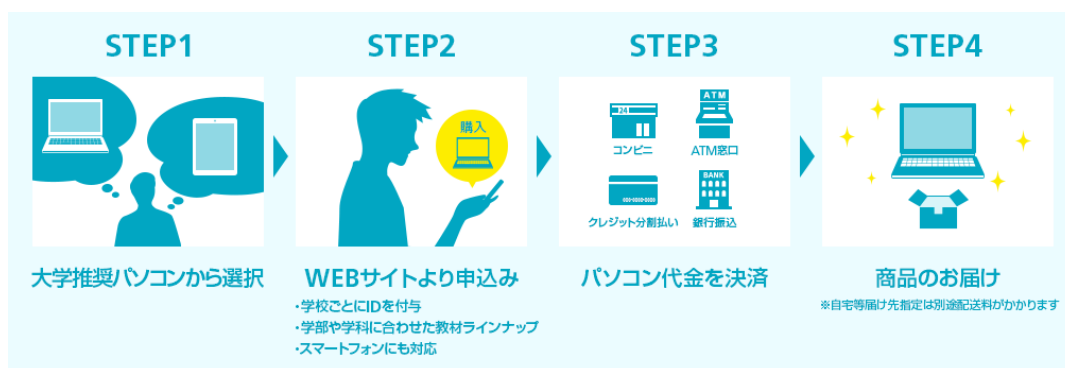 STEP1
STEP2
STEP3
STEP4
購入
24
コンビニ
ATM
ATM窓口
クレジット分割払い
BANK
銀行振込
大学推奨パソコンから選択
WEBサイトより申込み
・学校ごとにIDを付与
・学部や学科に合わせた教材ラインナップ
・スマートフォンにも対応
パソコン代金を決済
商品のお届け
※自宅等届け先指定は別途配送料がかかります